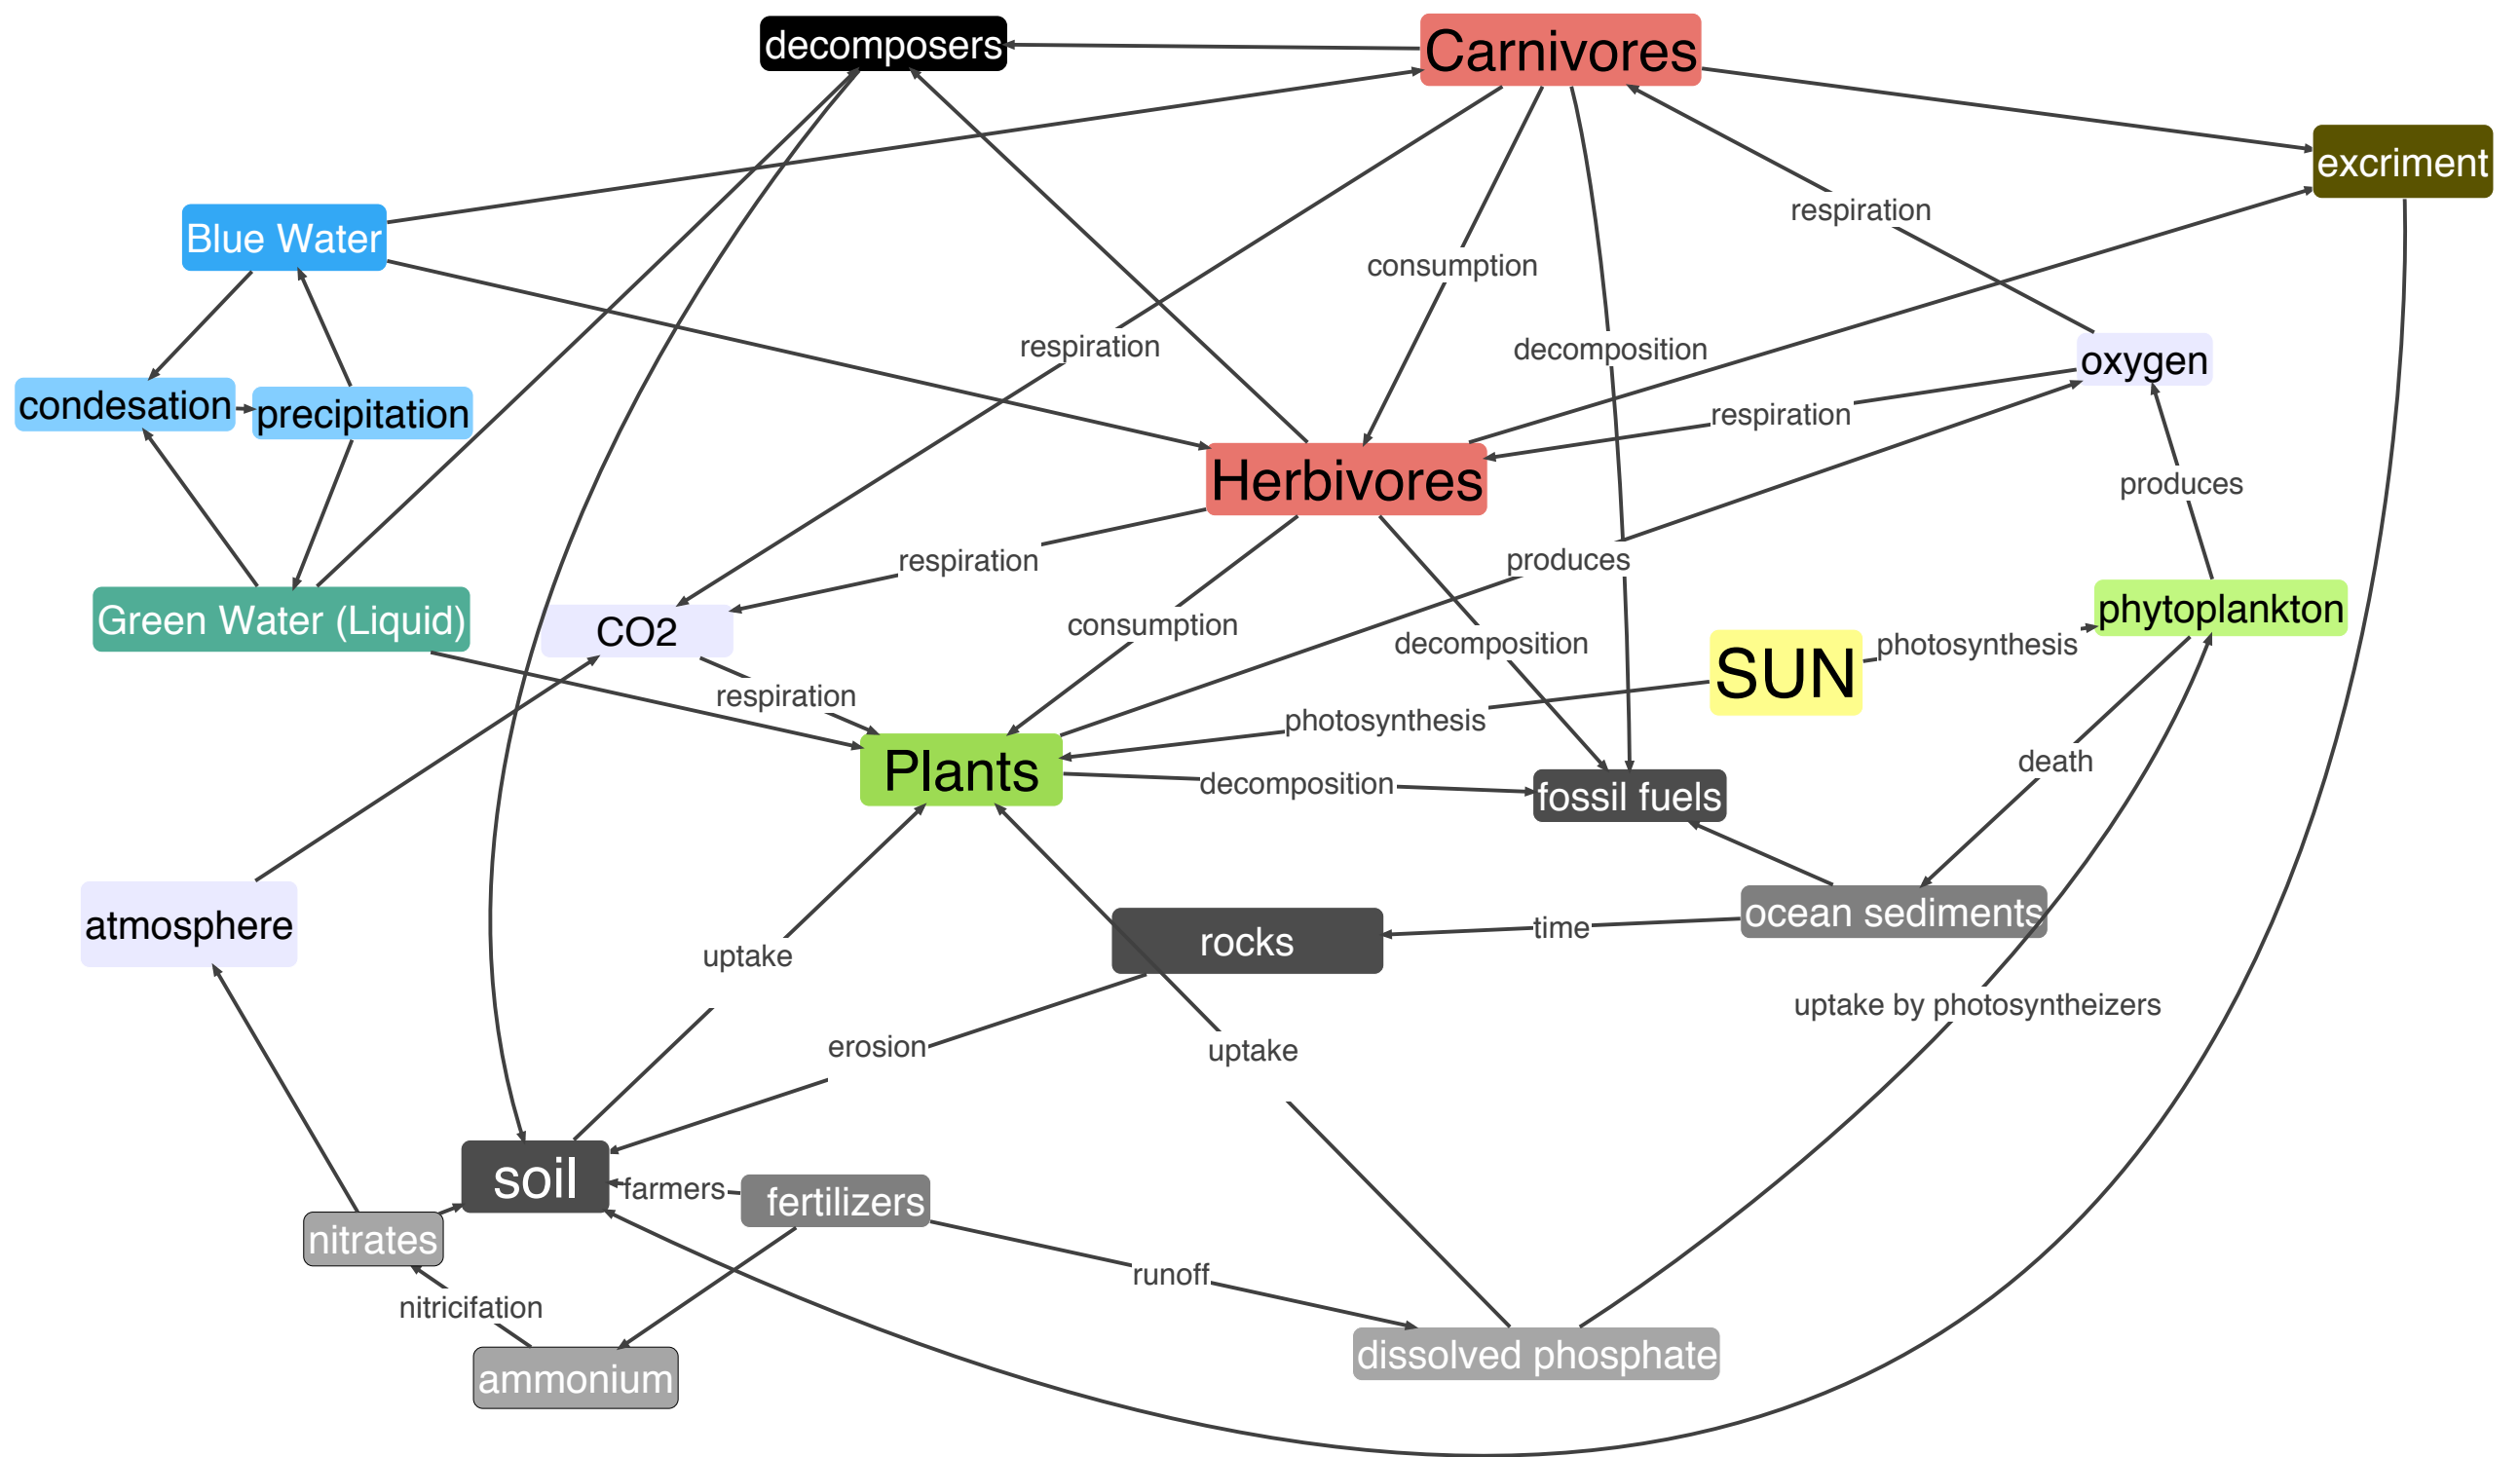 decomposers
Carnivores
excriment
respiration
Blue Water
consumption
respiration
decomposition
oxygen
condesation
precipitation
respiration
Herbivores
produces
respiration
produces
Green Water (Liquid)
CO2
consumption
decomposition
phytoplankton
photosynthesis
SUN
respiration
photosynthesis
Plants
decomposition
death
fossil fuels
atmosphere
uptake
rocks
time
ocean sediments
uptake by photosyntheizers
erosion
uptake
soil
farmers
fertilizers
nitrates
runoff
nitricifation
dissolved phosphate
ammonium